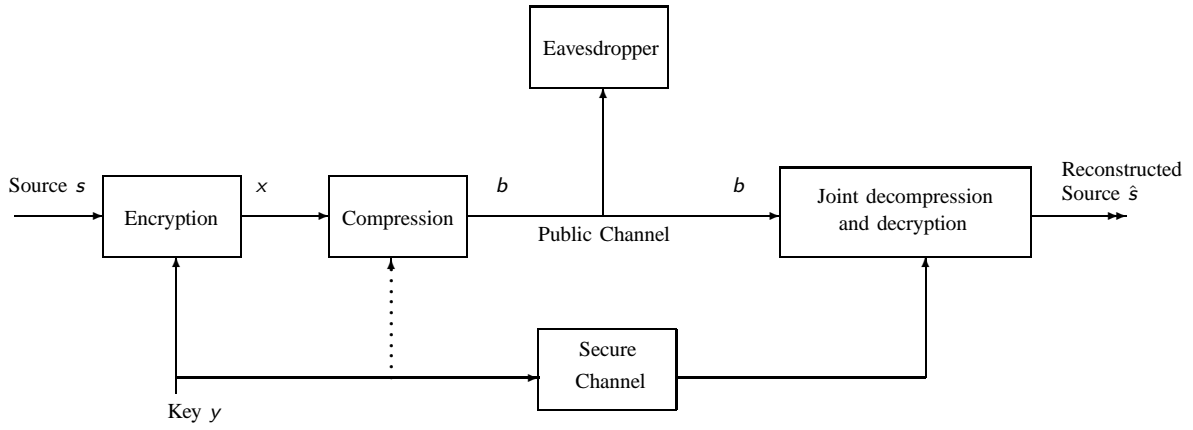 Eavesdropper
Source s
x
b
b
Reconstructed
Source ŝ
Encryption
Compression
Public Channel
Joint decompression
and decryption
Secure
Channel
Key y